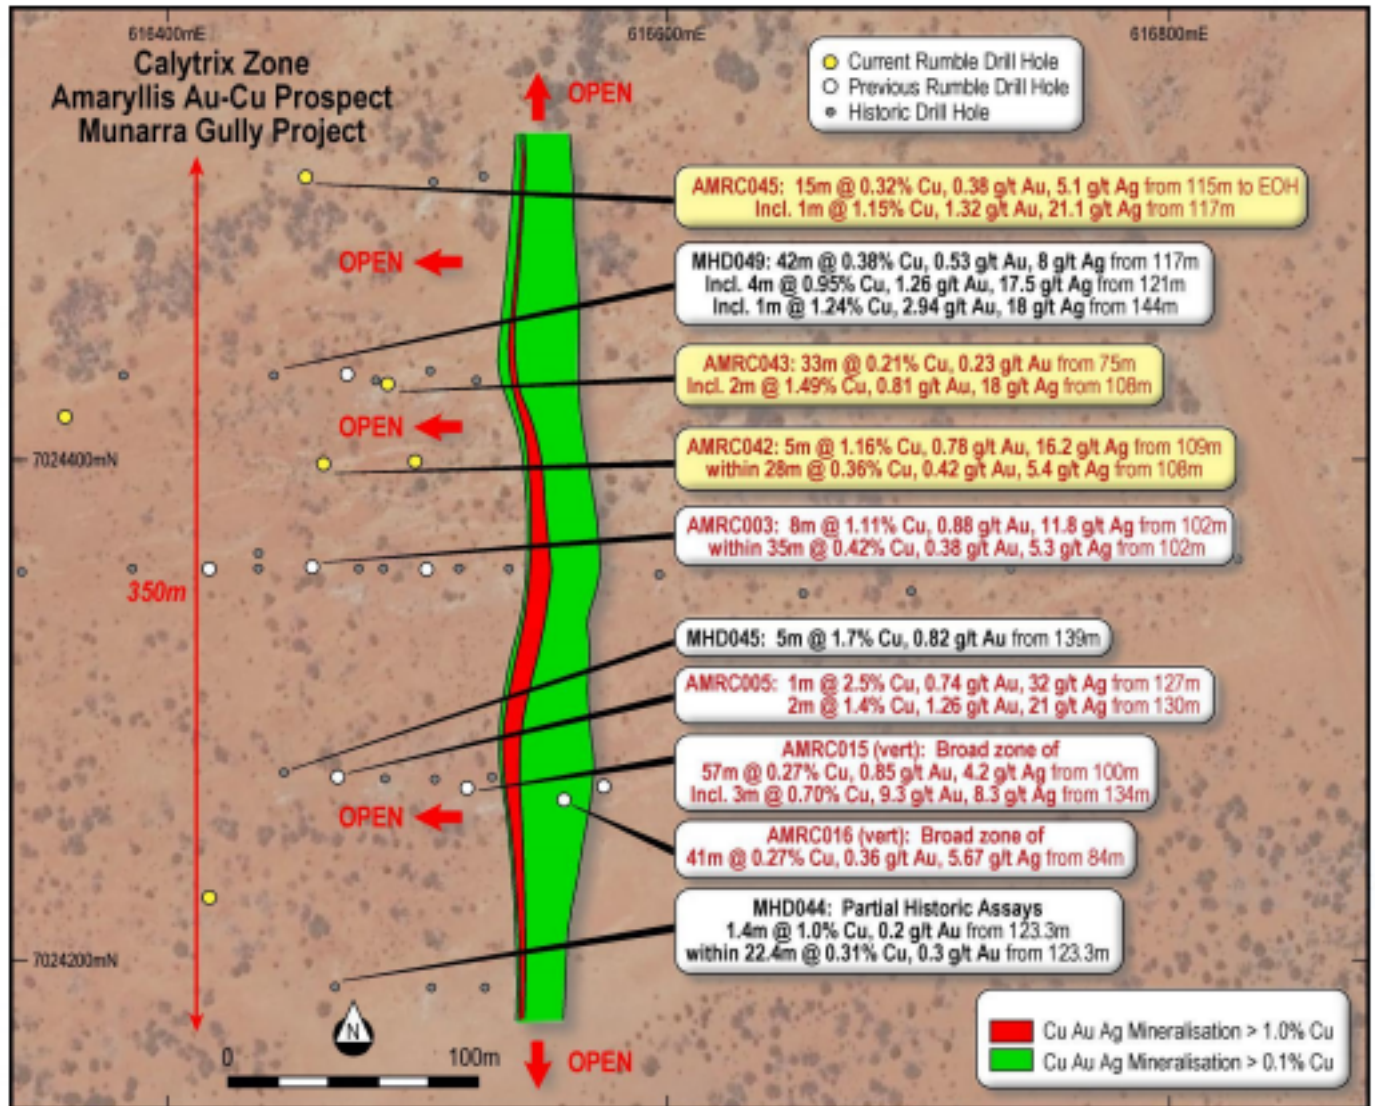 616400mE
616600mE
616800mE
Calytrix Zone
Amaryllis Au-Cu Prospect
Munarra Gully Project
Current Rumble Drill Hole
Previous Rumble Drill Hole
Historic Drill Hole
OPEN
AMRC045: 15m @ 0.32% Cu, 0.38 g/t Au, 5.1 g/t Ag from 115m to EOH
Incl. 1m @ 1.15% Cu, 1.32 g/t Au, 21.1 g/t Ag from 117m
OPEN
MHD049: 42m @ 0.38% Cu, 0.53 g/t Au, 8 g/t Ag from 117m
Incl. 4m @ 0.95% Cu, 1.26 g/t Au, 17.5 g/t Ag from 121m
Incl. 1m @ 1.24% Cu, 2.94 g/t Au, 18 g/t Ag from 144m
AMRC043: 33m @ 0.21% Cu, 0.23 g/t Au from 75m
Incl. 2m @ 1.49% Cu, 0.81 g/t Au, 18 g/t Ag from 108m
OPEN
7024400mN
AMRC042: 5m @ 1.16% Cu, 0.78 g/t Au, 16.2 g/t Ag from 109m
within 28m @ 0.36% Cu, 0.42 g/t Au, 5.4 g/t Ag from 108m
AMRC003: 8m @ 1.11% Cu, 0.88 g/t Au, 11.8 g/t Ag from 102m
within 35m @ 0.42% Cu, 0.38 g/t Au, 5.3 g/t Ag from 102m
350m
MHD045: 5m @ 1.7% Cu, 0.82 g/t Au from 139m
AMRC005: 1m @ 2.5% Cu, 0.74 g/t Au, 32 g/t Ag from 127m
2m @ 1.4% Cu, 1.26 g/t Au, 21 g/t Ag from 130m
AMRC015 (vert): Broad zone of
57m @ 0.27% Cu, 0.85 g/t Au, 4.2 g/t Ag from 100m
Incl. 3m @ 0.70% Cu, 9.3 g/t Au, 8.3 g/t Ag from 134m
OPEN
AMRC016 (vert): Broad zone of
41m @ 0.27% Cu, 0.36 g/t Au, 5.67 g/t Ag from 84m
MHD044: Partial Historic Assays
1.4m @ 1.0% Cu, 0.2 g/t Au from 123.3m
within 22.4m @ 0.31% Cu, 0.3 g/t Au from 123.3m
7024200mN
N
0 100m
OPEN
Cu Au Ag Mineralisation > 1.0% Cu
Cu Au Ag Mineralisation > 0.1% Cu